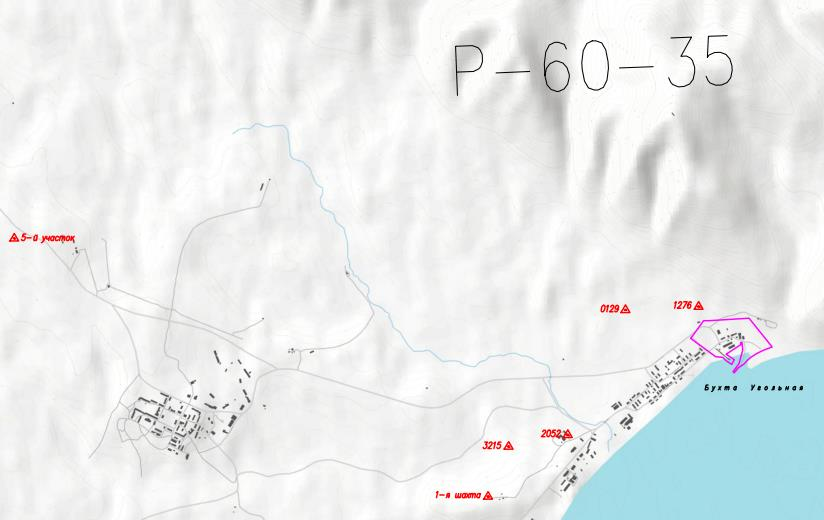 Р-60-35
5-й участок
1276
0129
Бухта Угольная
2052
3215
1-я шахта